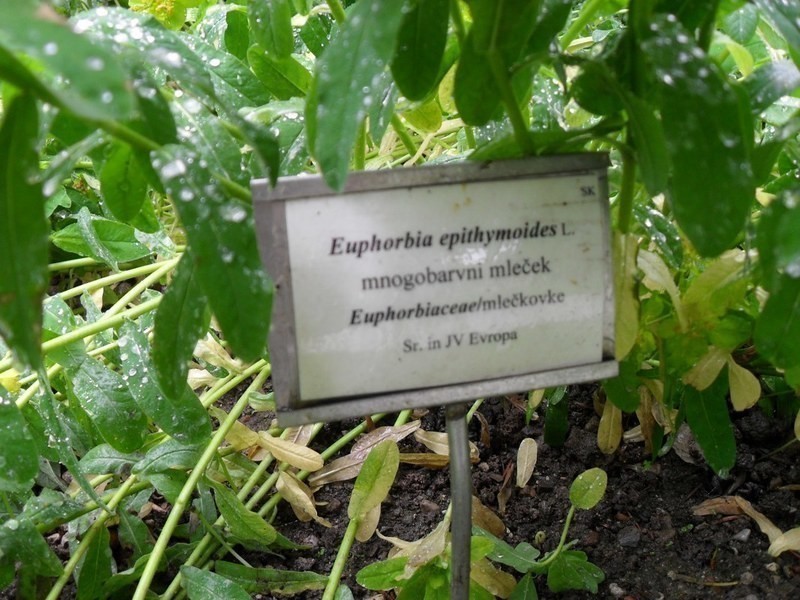 SK
Euphorbia epithymoides L.
mnogobarvni mleček
Euphorbiaceae/mlečkovke
Sr. in JV Evropa